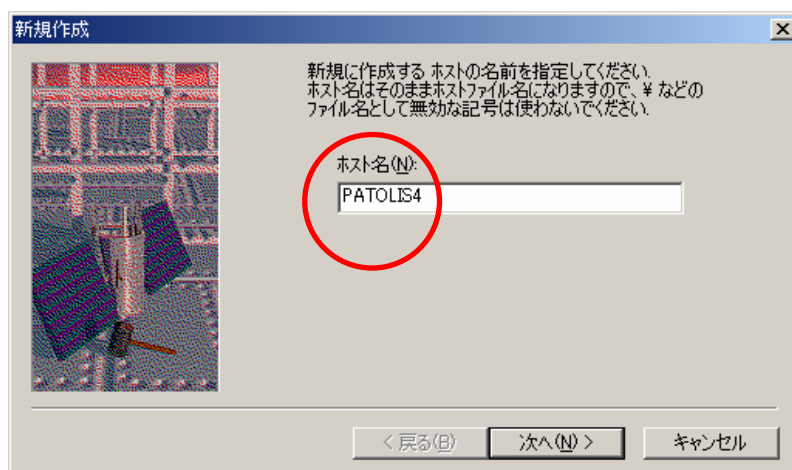 新規作成
新規に作成する ホストの名前を指定してください.
ホスト名はそのままホストファイル名になりますので、¥ などの
ファイル名として無効な記号は使わないでください.
ホスト名(N):
PATOLIS4
< 戻る(B)
次へ(N) >
キャンセル